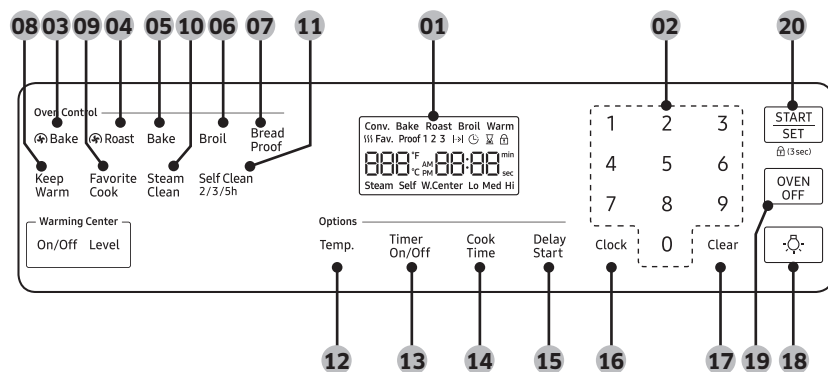 08 03 09 04 05 10 06 07 11 01 02 20
Oven Control
Bake Roast Bake Broil Bread
Proof
Keep
Warm
Favorite
Cook
Steam
Clean
Self Clean
2/3/5h
Warming Center
On/Off Level
Conv. Bake Roast Broil Warm
Fav. Proof 1 2 3 min
888 °F °C AM PM 88:88 sec
Steam Self W.Center Lo Med Hi
Options
Temp.
Timer
On/Off
Cook
Time
Delay
Start
Clock
1 2 3
4 5 6
7 8 9
0
Clear
START
SET
(3 sec)
OVEN
OFF
12 13 14 15 16 17 19 18